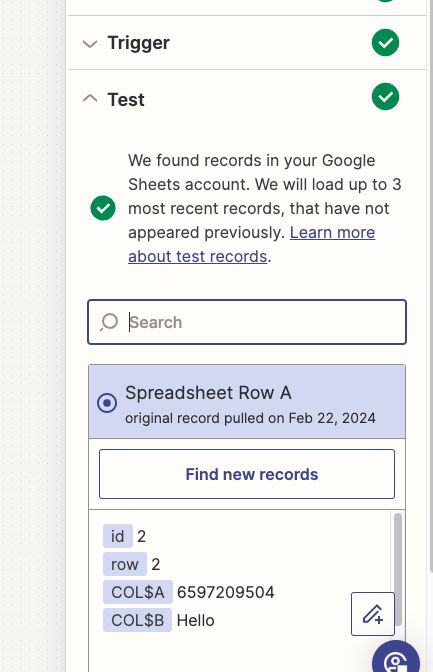 Trigger
Test
We found records in your Google
Sheets account. We will load up to 3
most recent records, that have not
appeared previously. Learn more
about test records.
Search
Spreadsheet Row A
original record pulled on Feb 22, 2024
Find new records
id 2
row 2
COL$A 6597209504
COL$B Hello